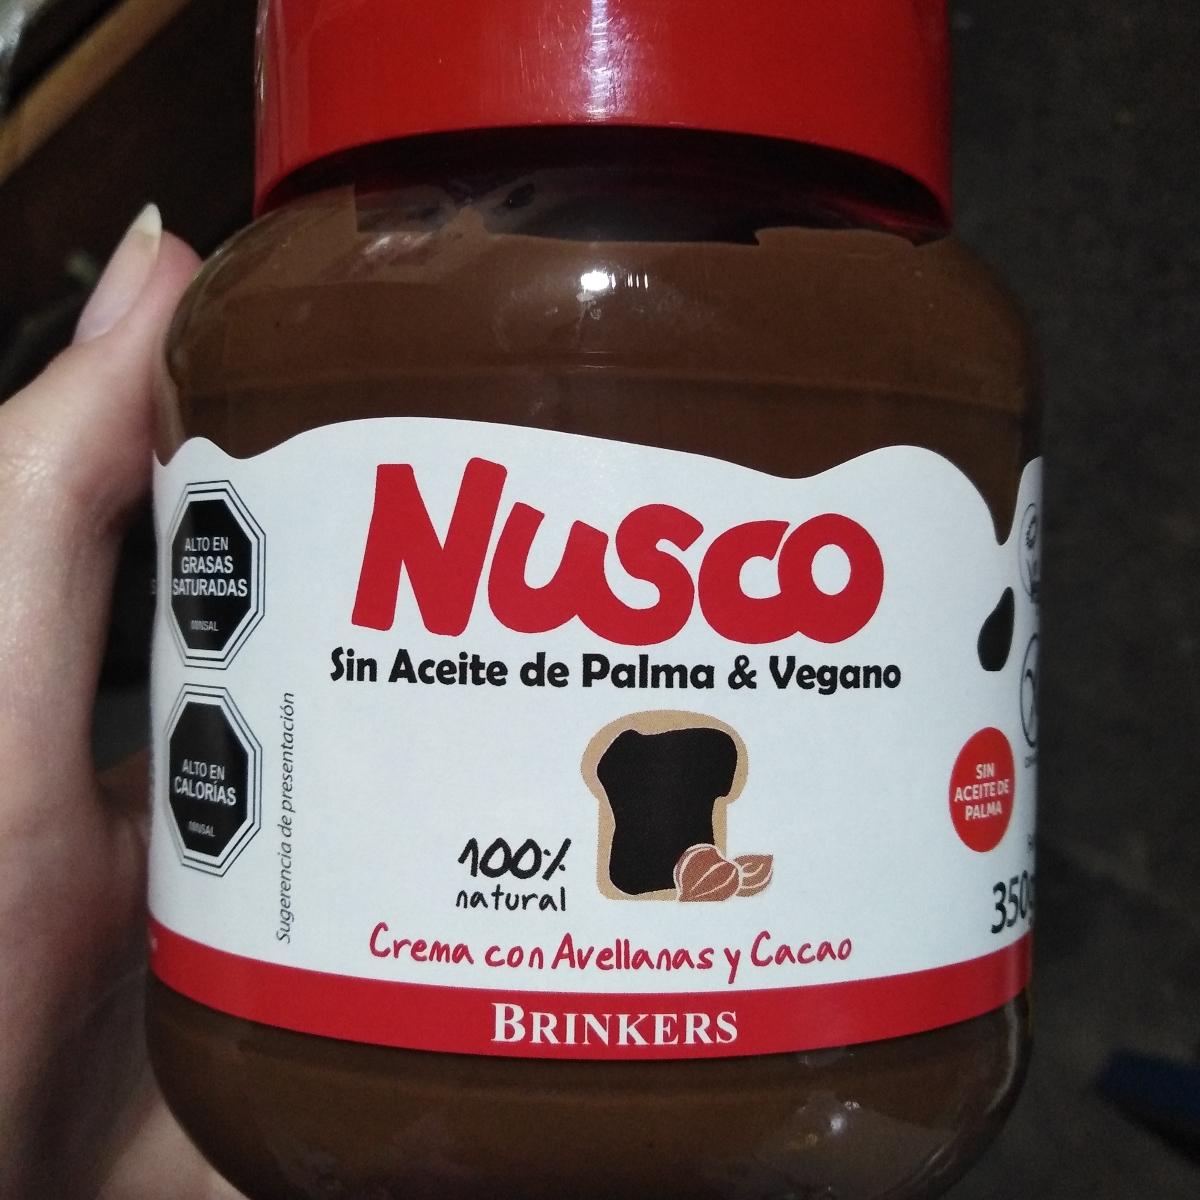 Nusco
Sin Aceite de Palma & Vegano
ALTO EN
GRASAS
SATURADAS
MINSAL
ALTO EN
CALORÍAS
MINSAL
Sugerencia de presentación
100%
natural
SIN
ACEITE DE
PALMA
350g
Crema con Avellanas y Cacao
BRINKERS